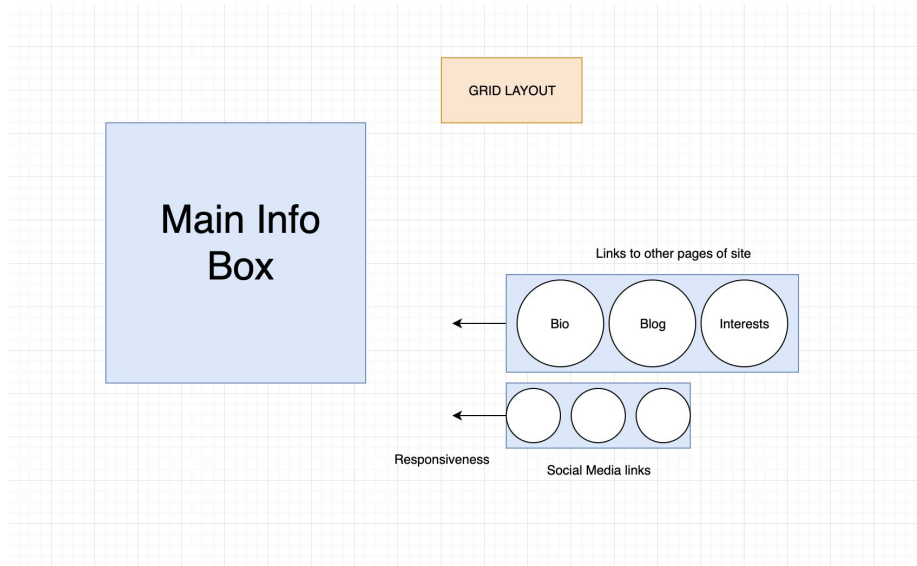 GRID LAYOUT
Main Info
Box
Links to other pages of site
Bio
Blog
Interests
Responsiveness
Social Media links